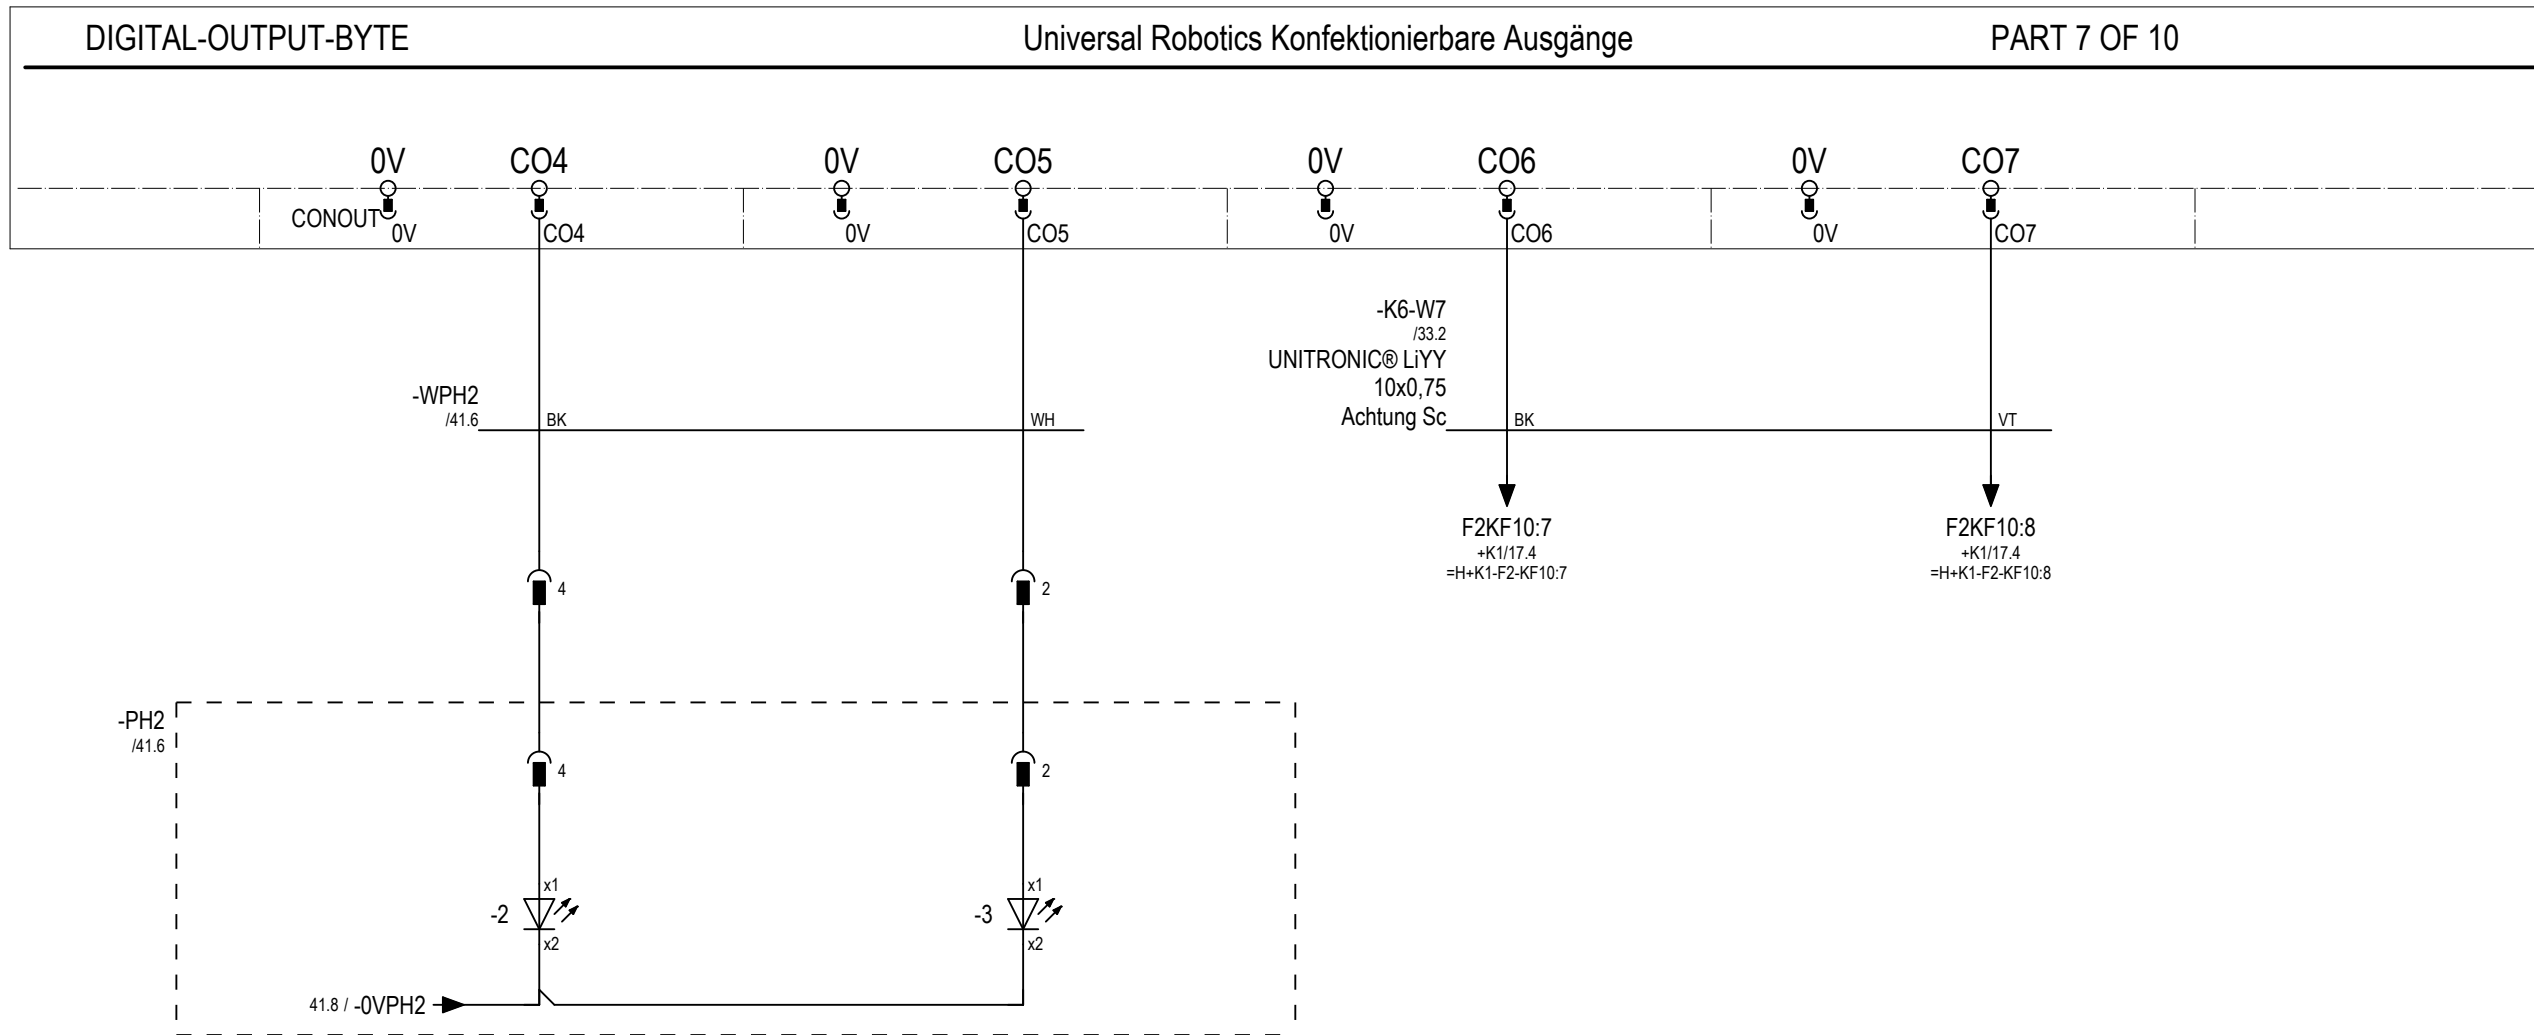 DIGITAL-OUTPUT-BYTE Universal Robotics Konfektionierbare Ausgänge PART 7 OF 10
0V CO4 0V CO5 0V CO6 0V CO7
CONOUT
0V CO4 0V CO5 0V CO6 0V CO7
-K6-W7
/33.2
UNITRONIC® LiYY
10x0,75
Achtung Sc
-WPH2
/41.6
BK WH BK VT
F2KF10:7 F2KF10:8
+K1/17.4 +K1/17.4
=H+K1-F2-KF10:7 =H+K1-F2-KF10:8
4 2
-PH2
/41.6
4 2
x1 x1
-2 -3
x2 x2
41.8 / -0VPH2